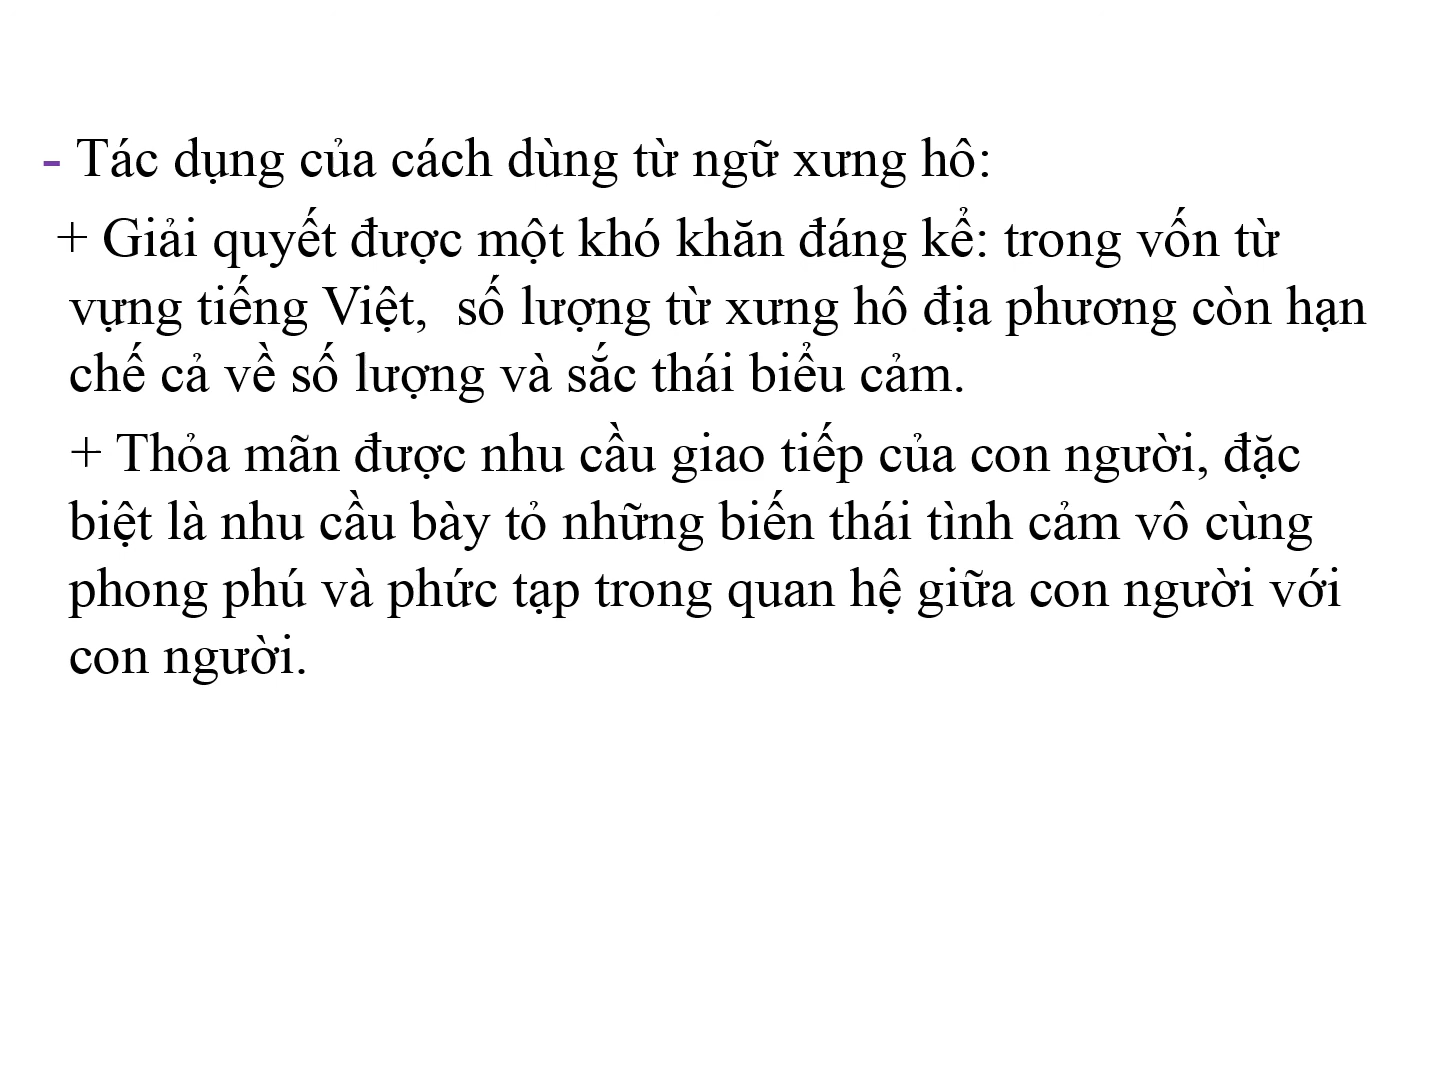 - Tác dụng của cách dùng từ ngữ xưng hô:
+ Giải quyết được một khó khăn đáng kể: trong vốn từ
vựng tiếng Việt,  số lượng từ xưng hô địa phương còn hạn
chế cả về số lượng và sắc thái biểu cảm.
+ Thỏa mãn được nhu cầu giao tiếp của con người, đặc
biệt là nhu cầu bày tỏ những biến thái tình cảm vô cùng
phong phú và phức tạp trong quan hệ giữa con người với
con người.